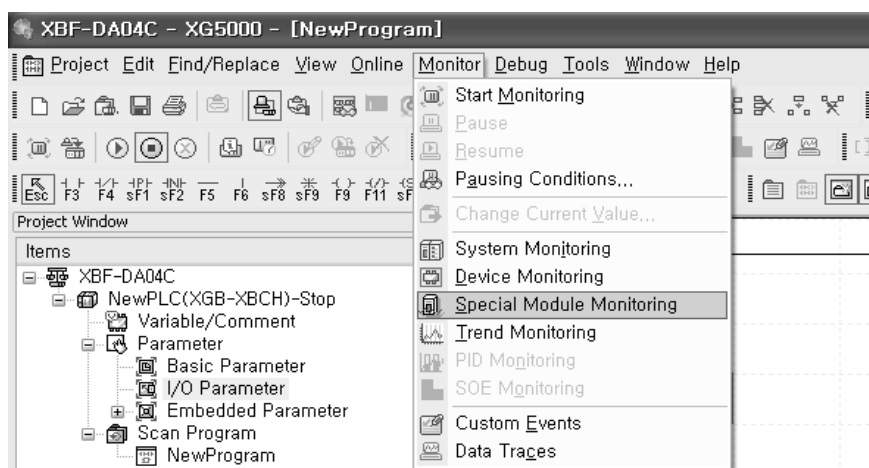 XBF-DA04C - XG5000 - [NewProgram]
Project Edit Find/Replace View Online Monitor Debug Tools Window Help
Start Monitoring
Pause
Resume
Pausing Conditions...
Change Current Value...
System Monitoring
Device Monitoring
Special Module Monitoring
Trend Monitoring
PID Monitoring
SOE Monitoring
Custom Events
Data Traces
Esc F3 F4 sF1 sF2 F5 F6 sF8 sF9 F9 F11
Project Window
Items
XBF-DA04C
NewPLC(XGB-XBCH)-Stop
Variable/Comment
Parameter
Basic Parameter
I/O Parameter
Embedded Parameter
Scan Program
NewProgram